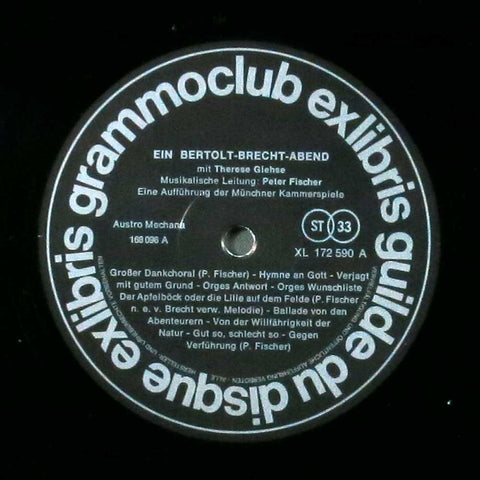 grammoclub exlibris guilde du disque exlibris
EIN BERTOLT-BRECHT-ABEND
mit Therese Giehse
Musikalische Leitung: Peter Fischer
Eine Aufführung der Münchner Kammerspiele
Austro Mechana
168 096 A
ST 33
XL 172 590 A
Großer Dankchoral (P. Fischer) - Hymne an Gott - Verjagt
mit gutem Grund - Orges Antwort - Orges Wunschliste
Der Apfelböck oder die Lilie auf dem Felde (P. Fischer
n. e. v. Brecht verw. Melodie) - Ballade von den
Abenteurern - Von der Willfährigkeit der
Natur - Gut so, schlecht so - Gegen
Verführung (P. Fischer)